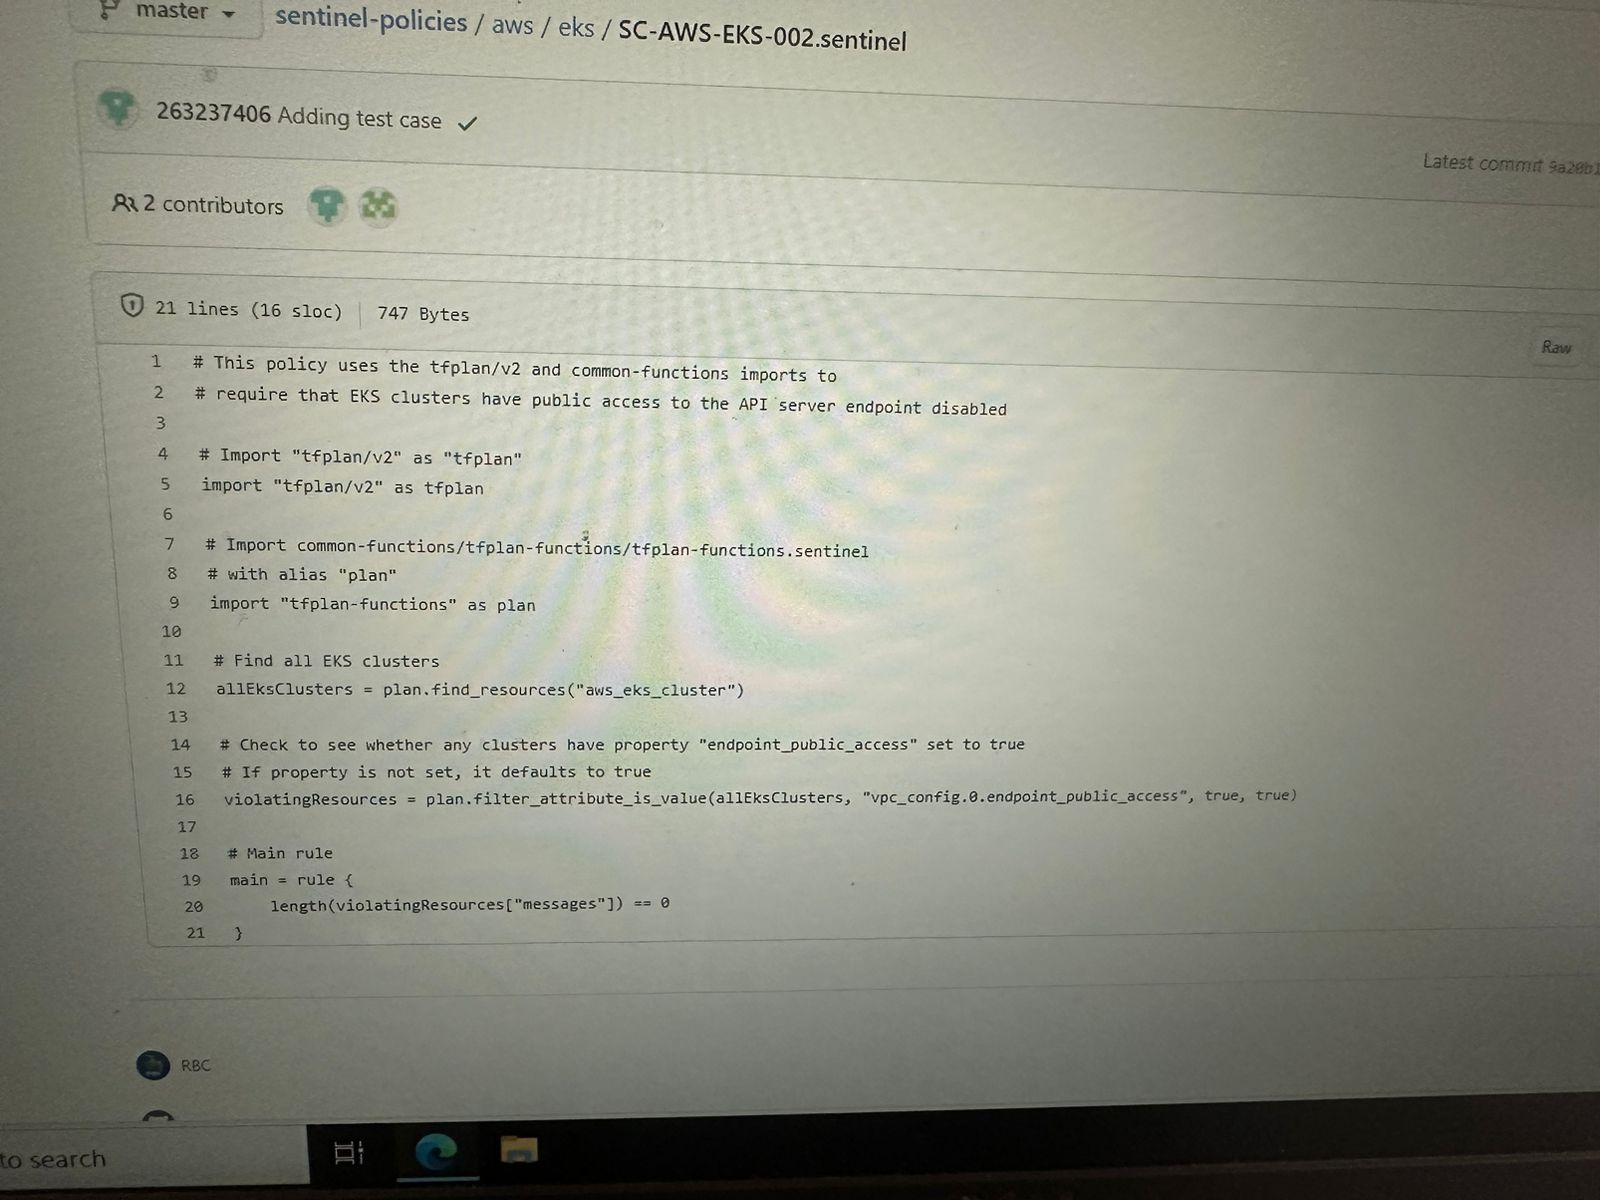 master
sentinel-policies / aws / eks / SC-AWS-EKS-002.sentinel
263237406 Adding test case
Latest commit 9a20b1
2 contributors
21 lines (16 sloc) | 747 Bytes
Raw
1 # This policy uses the tfplan/v2 and common-functions imports to
2 # require that EKS clusters have public access to the API server endpoint disabled
3
4 # Import "tfplan/v2" as "tfplan"
5 import "tfplan/v2" as tfplan
6
7 # Import common-functions/tfplan-functions/tfplan-functions.sentinel
8 # with alias "plan"
9 import "tfplan-functions" as plan
10
11 # Find all EKS clusters
12 allEksClusters = plan.find_resources("aws_eks_cluster")
13
14 # Check to see whether any clusters have property "endpoint_public_access" set to true
15 # If property is not set, it defaults to true
16 violatingResources = plan.filter_attribute_is_value(allEksClusters, "vpc_config.0.endpoint_public_access", true, true)
17
18 # Main rule
19 main = rule {
20 length(violatingResources["messages"]) == 0
21 }
RBC
to search